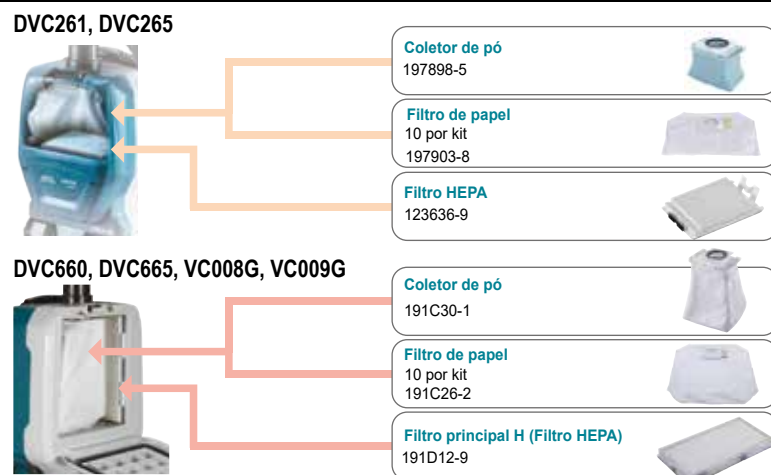 DVC261, DVC265
Coletor de pó
197898-5
Filtro de papel
10 por kit
197903-8
Filtro HEPA
123636-9
DVC660, DVC665, VC008G, VC009G
Coletor de pó
191C30-1
Filtro de papel
10 por kit
191C26-2
Filtro principal H (Filtro HEPA)
191D12-9